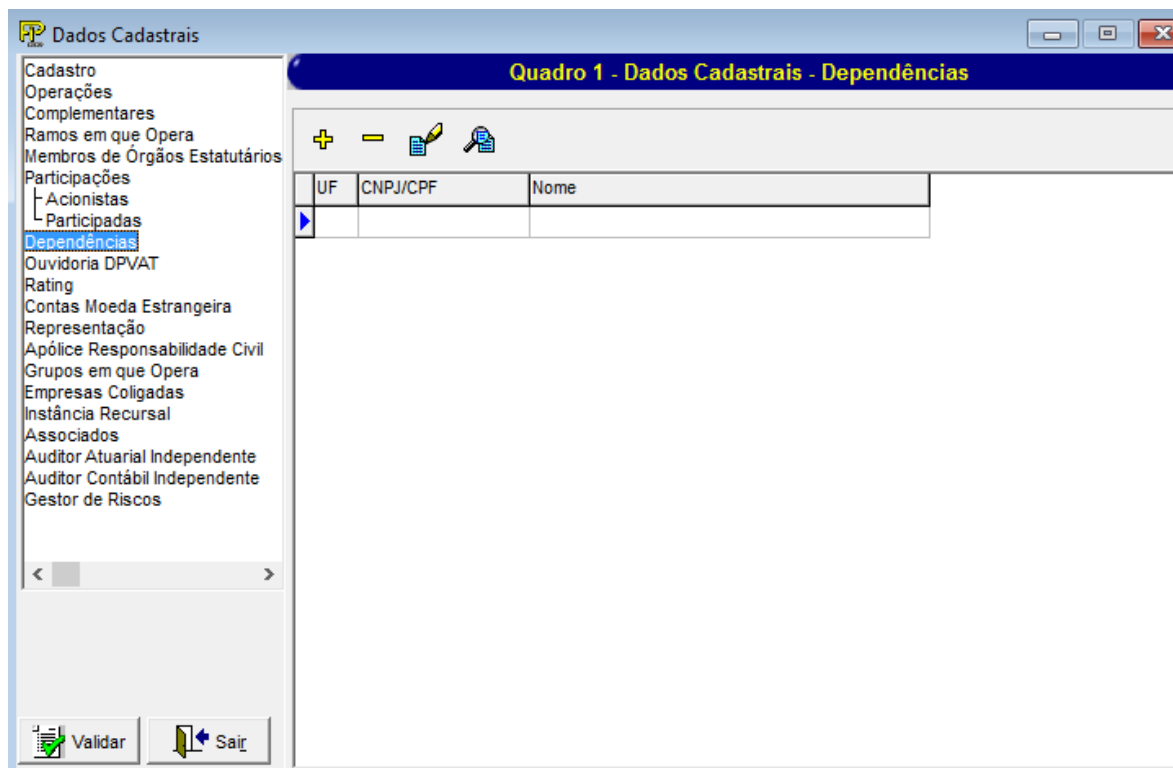 Dados Cadastrais
Cadastro
Operações
Complementares
Ramos em que Opera
Membros de Órgãos Estatutários
Participações
Acionistas
Participadas
Dependências
Ouvidoria DPVAT
Rating
Contas Moeda Estrangeira
Representação
Apólice Responsabilidade Civil
Grupos em que Opera
Empresas Coligadas
Instância Recursal
Associados
Auditor Atuarial Independente
Auditor Contábil Independente
Gestor de Riscos
Validar
Sair
Quadro 1 - Dados Cadastrais - Dependências
UF CNPJ/CPF Nome